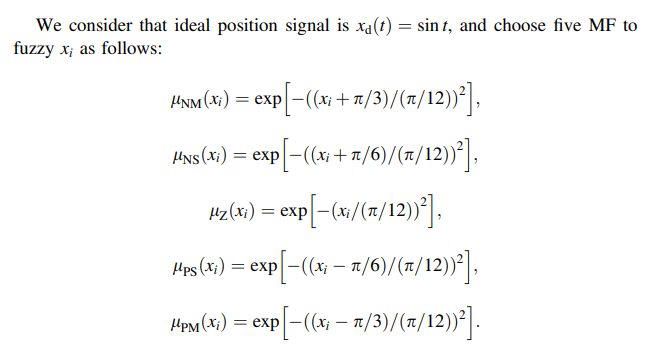 We consider that ideal position signal is x_d(t) = sin t, and choose five MF to
fuzzy x_i as follows:
μ_NM(x_i) = exp[−((x_i + π/3)/(π/12))²],
μ_NS(x_i) = exp[−((x_i + π/6)/(π/12))²],
μ_Z(x_i) = exp[−(x_i/(π/12))²],
μ_PS(x_i) = exp[−((x_i − π/6)/(π/12))²],
μ_PM(x_i) = exp[−((x_i − π/3)/(π/12))²].